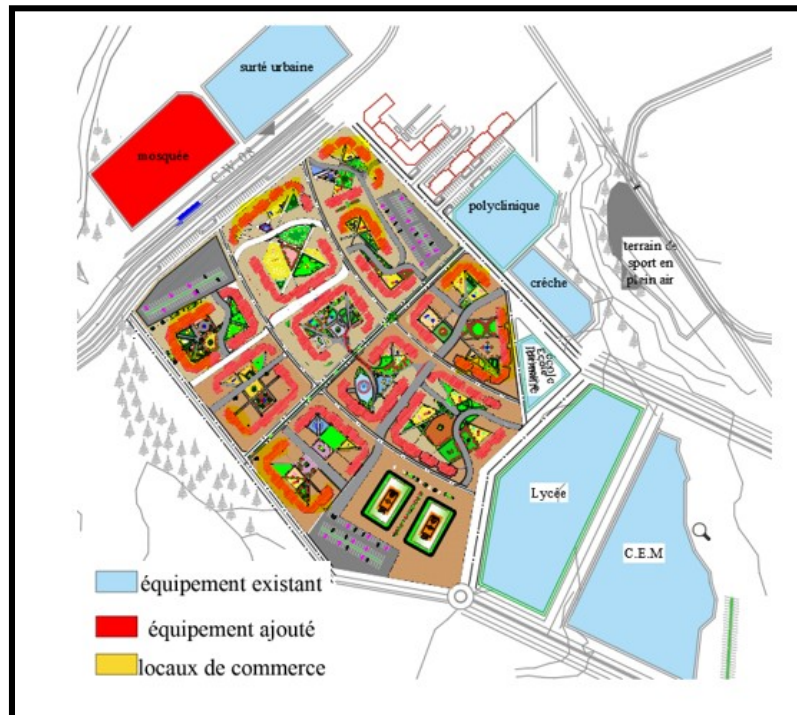 surté urbaine
mosquée
C.W.01
polyclinique
terrain de
sport en
plein air
crèche
Lycée
C.E.M
équipement existant
équipement ajouté
locaux de commerce